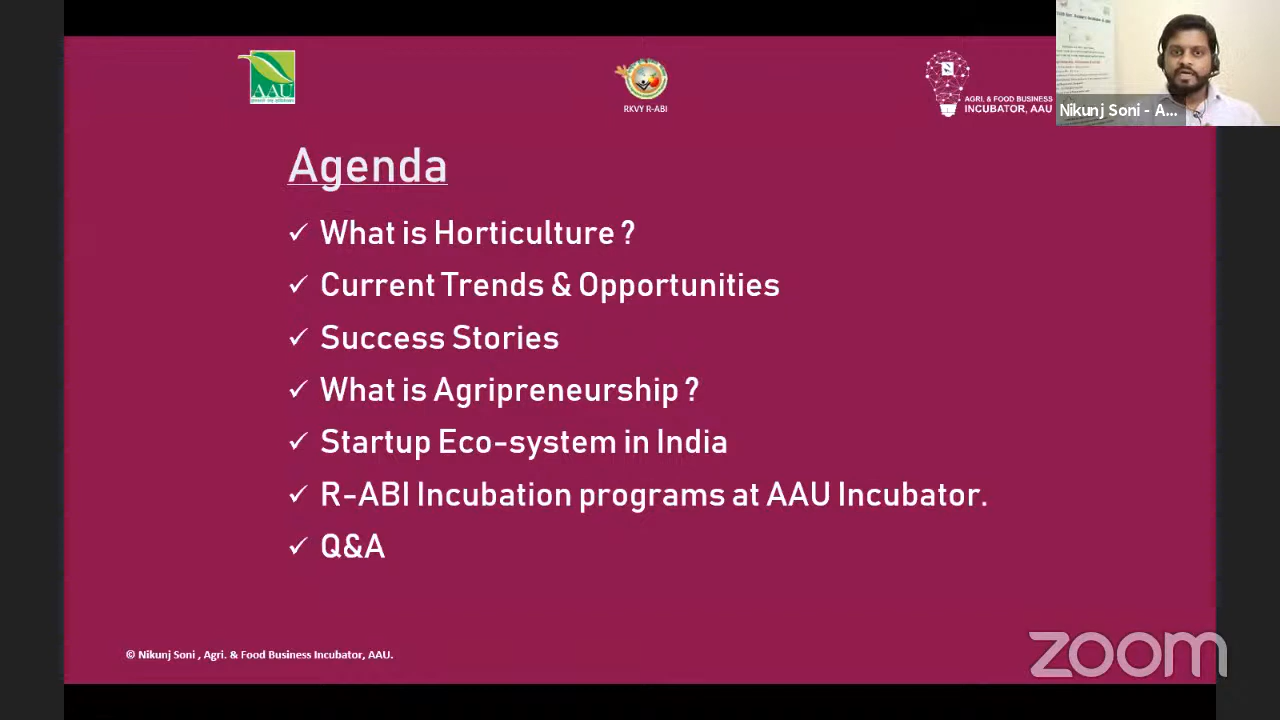 AAU
RKVY R-ABI
AGRI. & FOOD BUSINESS
INCUBATOR, AAU
Nikunj Soni - A...
Agenda
✓ What is Horticulture ?
✓ Current Trends & Opportunities
✓ Success Stories
✓ What is Agripreneurship ?
✓ Startup Eco-system in India
✓ R-ABI Incubation programs at AAU Incubator.
✓ Q&A
© Nikunj Soni , Agri. & Food Business Incubator, AAU.
zoom